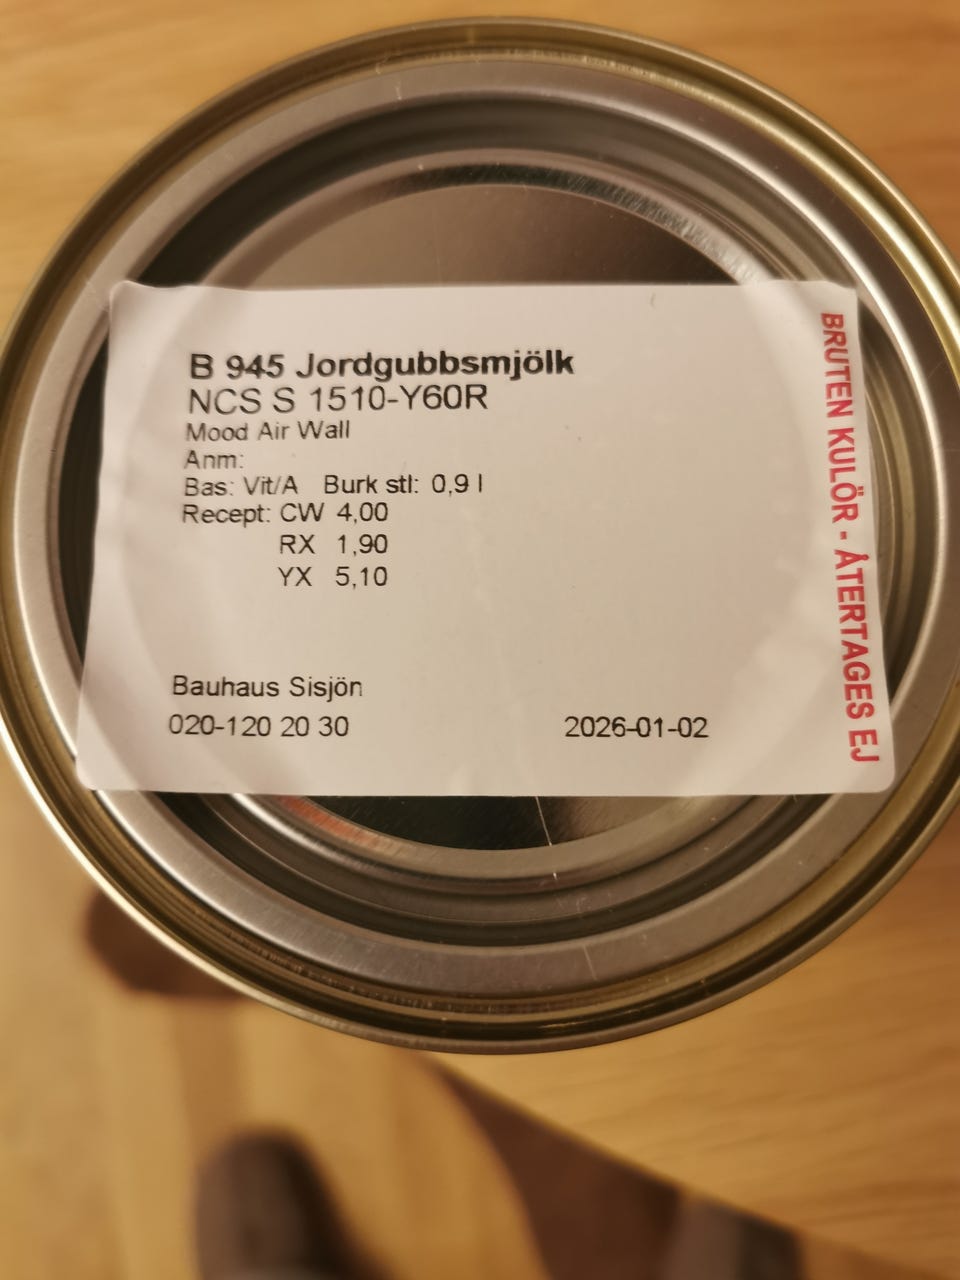 B 945 Jordgubbsmjölk
NCS S 1510-Y60R
Mood Air Wall
Anm:
Bas: Vit/A Burk stl: 0,9 l
Recept: CW 4,00
RX 1,90
YX 5,10
Bauhaus Sisjön
020-120 20 30 2026-01-02
BRUTEN KULÖR - ÅTERTAGES EJ